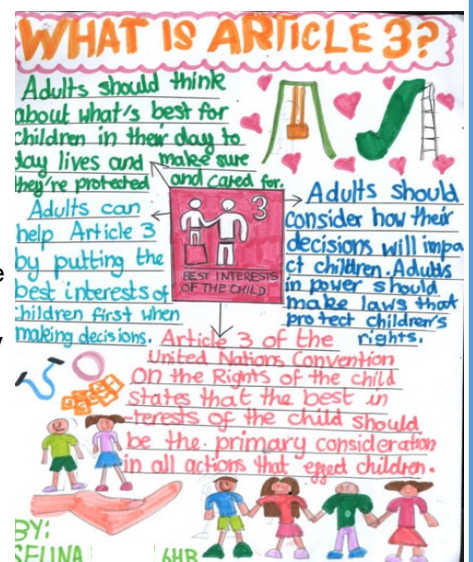 WHAT IS ARTICLE 3?
Adults should think
about what's best for
children in their day to
day lives and make sure
they're protected and cared for.
Adults can
help Article 3
by putting the
best interests of
children first when
making decisions.
3
BEST INTERESTS
OF THE CHILD
Adults should
consider how their
decisions will impa
ct children. Adults
in power should
make laws that
protect children's
rights.
Article 3 of the
United Nations Convention
On the Rights of the child
states that the best in
terests of the child should
be the primary consideration
in all actions that egged children.
BY:
SELINA 6HR